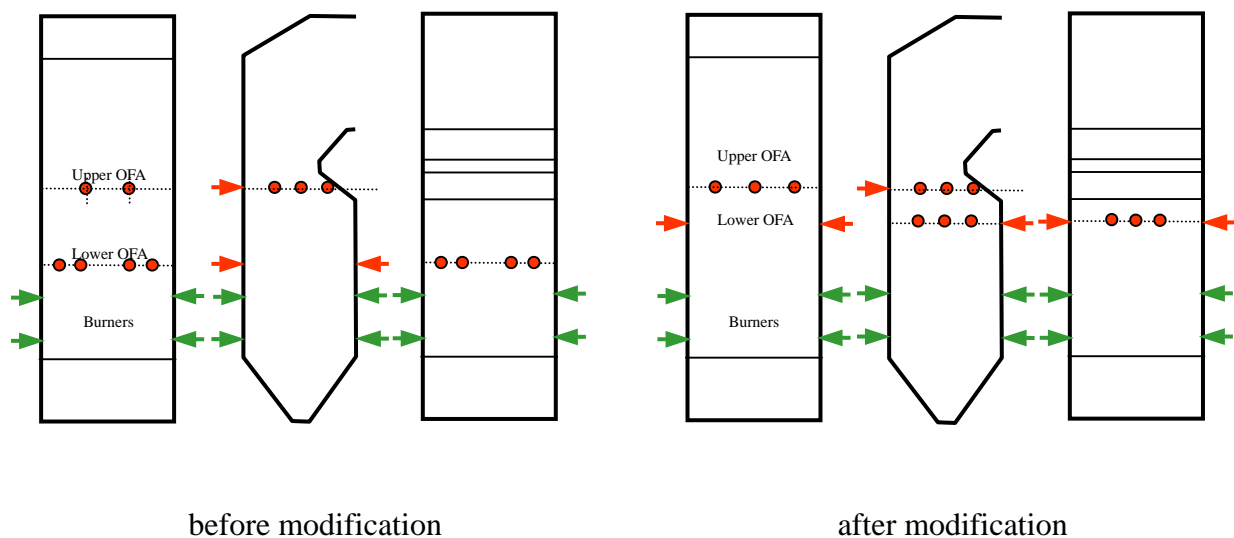 Upper OFA
Lower OFA
Burners
before modification
Upper OFA
Lower OFA
Burners
after modification